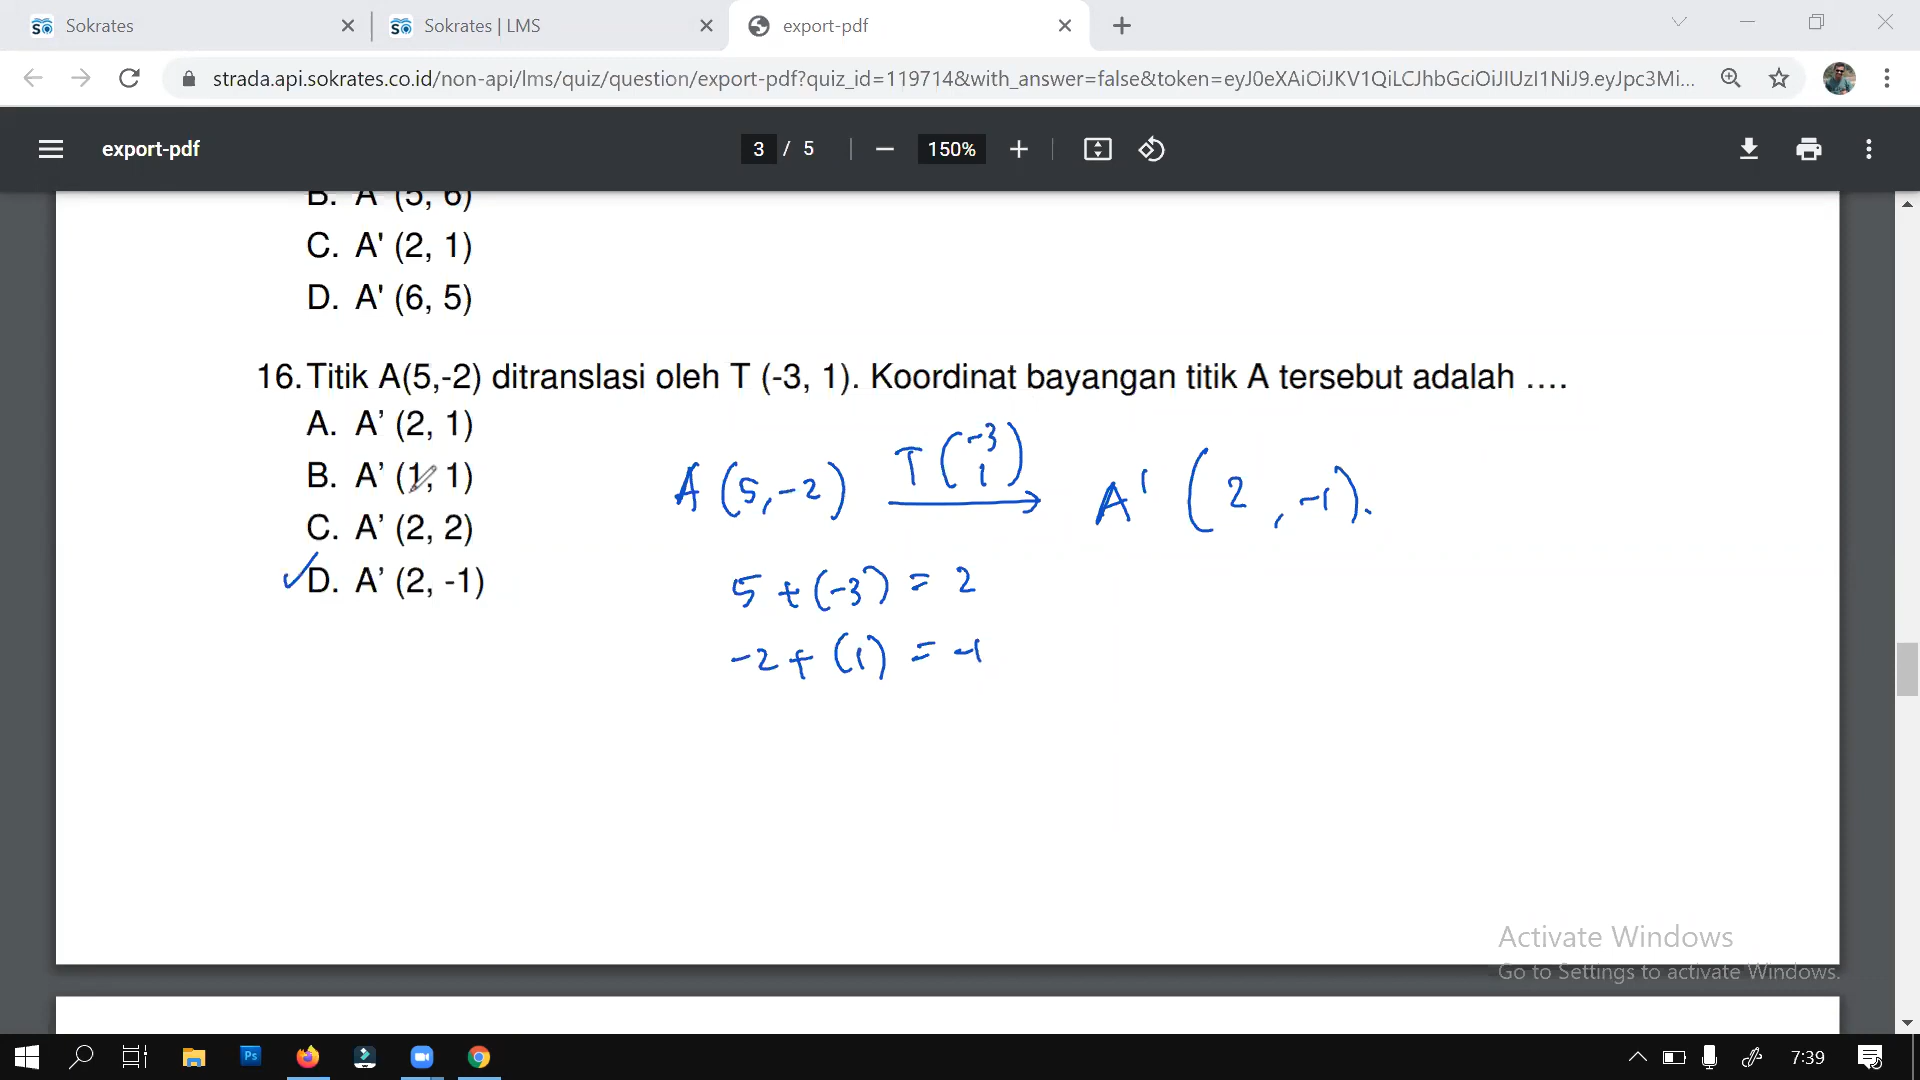 Sokrates
Sokrates | LMS
export-pdf
strada.api.sokrates.co.id/non-api/lms/quiz/question/export-pdf?quiz_id=119714&with_answer=false&token=eyJ0eXAiOiJKV1QiLCJhbGciOiJIUzI1NiJ9.eyJpc3Mi...
export-pdf
3 / 5
150%
B. A' (5, 6)
C. A' (2, 1)
D. A' (6, 5)
16. Titik A(5,-2) ditranslasi oleh T (-3, 1). Koordinat bayangan titik A tersebut adalah ….
A. A’ (2, 1)
B. A’ (1, 1)
C. A’ (2, 2)
D. A’ (2, -1)
A (5, -2) T (-3 1) A' (2, -1).
5 + (-3) = 2
-2 + (1) = -1
Activate Windows
Go to Settings to activate Windows.
Ps
7:39